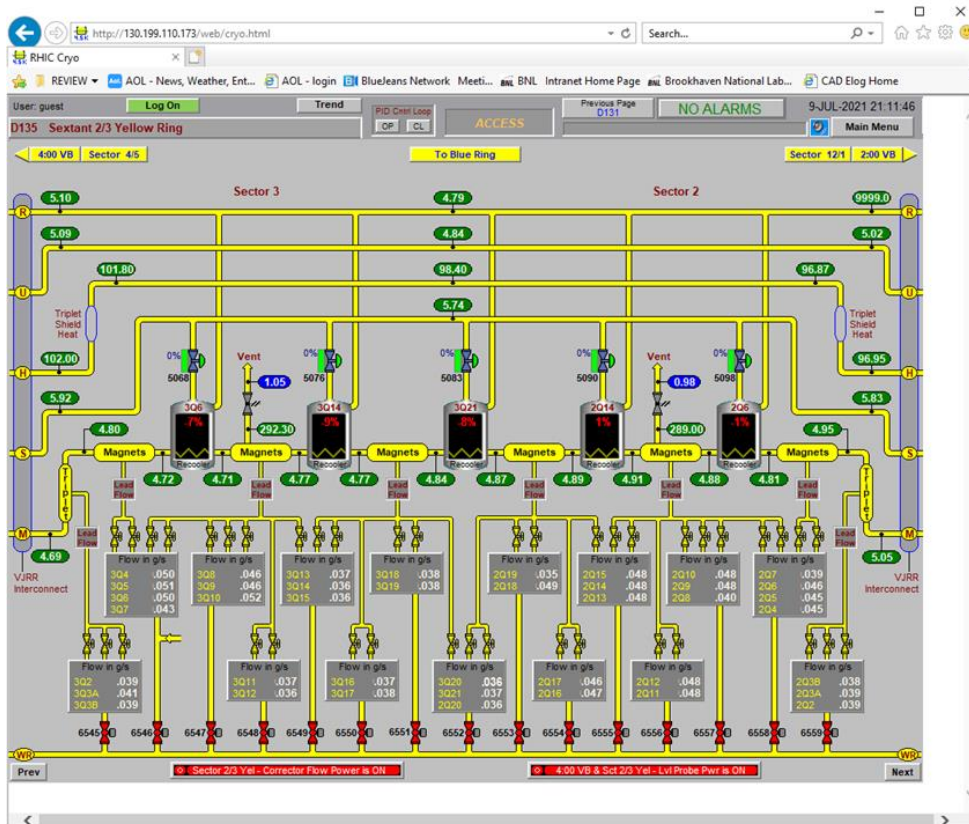 http://130.199.110.173/web/cryo.html
Search...
RHIC Cryo
REVIEW AOL - News, Weather, Ent... AOL - login BlueJeans Network Meeti... BNL Intranet Home Page Brookhaven National Lab... CAD Elog Home
User: guest Log On Trend PID Cntrl Loop OP CL ACCESS Previous Page D131 NO ALARMS 9-JUL-2021 21:11:46
D135 Sextant 2/3 Yellow Ring Main Menu
4:00 VB Sector 4/5 To Blue Ring Sector 12/1 2:00 VB
Sector 3 Sector 2
5.10 4.79 9999.0
R R
5.09 4.84 5.02
101.80 98.40 96.87
U U
5.74
Triplet Shield Heat Triplet Shield Heat
102.00 96.95
H H
0% Vent 0% 0% 0% Vent 0%
5068 5076 5083 5090 5098
1.05 0.98
5.92 5.83
3Q6 3Q14 3Q21 2Q14 2Q6
-7% -9% -8% 1% -1%
292.30 289.00
4.80 4.95
S Magnets Magnets Magnets Magnets Magnets Magnets S
Recooler Recooler Recooler Recooler Recooler
4.72 4.71 4.77 4.77 4.84 4.87 4.89 4.91 4.88 4.81
Triplet Triplet
Lead Flow Lead Flow Lead Flow Lead Flow Lead Flow Lead Flow
M Lead Flow Lead Flow M
4.69 5.05
VJRR Interconnect VJRR Interconnect
Flow in g/s
3Q4 .050
3Q5 .051
3Q6 .050
3Q7 .043
Flow in g/s
3Q8 .046
3Q9 .046
3Q10 .052
Flow in g/s
3Q13 .037
3Q14 .036
3Q15 .036
3Q18 .038
3Q19 .038
2Q19 .035
2Q18 .049
2Q15 .048
2Q14 .048
2Q13 .048
Flow in g/s
2Q10 .048
2Q9 .048
2Q8 .040
Flow in g/s
2Q7 .039
2Q6 .046
2Q5 .045
2Q4 .045
Flow in g/s
3Q2 .039
3Q3A .041
3Q3B .039
Flow in g/s
3Q11 .037
3Q12 .036
Flow in g/s
3Q16 .037
3Q17 .038
Flow in g/s
3Q20 .036
3Q21 .037
2Q20 .036
Flow in g/s
2Q17 .046
2Q16 .047
Flow in g/s
2Q12 .048
2Q11 .048
Flow in g/s
2Q3B .038
2Q3A .039
2Q2 .039
6545 6546 6547 6548 6549 6550 6551 6552 6553 6554 6555 6556 6557 6558 6559
WR WR
Prev Sector 2/3 Yel - Corrector Flow Power is ON 4:00 VB & Sct 2/3 Yel - Lvl Probe Pwr is ON Next